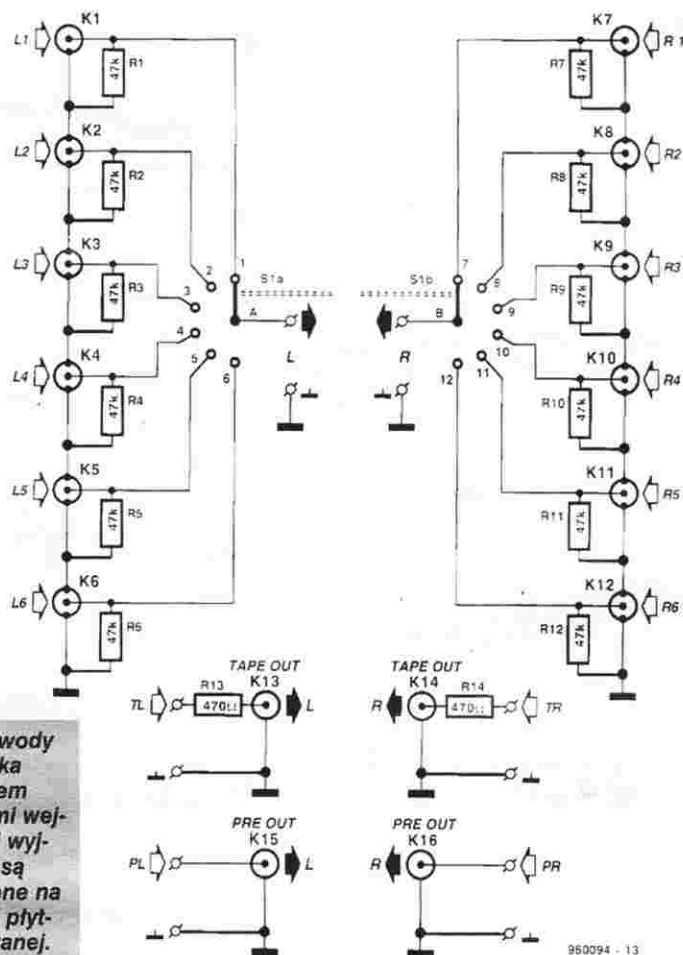 K1 K7
L1 R1 47k 47k R7 R1
K2 K8
L2 R2 47k 47k R8 R2
K3 K9
L3 R3 47k 47k R9 R3
2 1 7 8
3 S1a S1b 9
4 A B 10
5 6 L R 12 11
K4 K10
L4 R4 47k 47k R10 R4
K5 K11
L5 R5 47k 47k R11 R5
K6 K12
L6 R6 47k 47k R12 R6
TAPE OUT TAPE OUT
K13 K14
TL R13 470Ω L R R14 470Ω TR
PRE OUT PRE OUT
K15 K16
PL L R PR
wody
ka
em
ni wej-
i wyj-
są
ne na
płyt-
anej.
960094 - 13